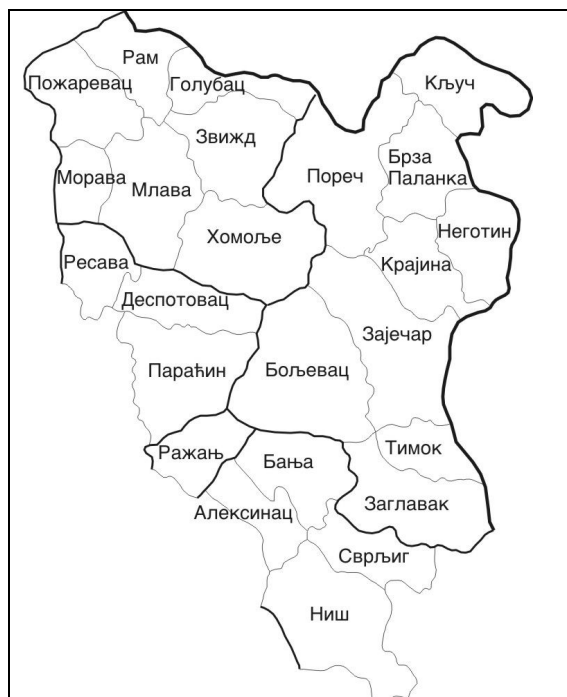 Рам
Пожаревац
Голубац
Кључ
Звижд
Брза
Паланка
Пореч
Морава
Млава
Хомоље
Неготин
Крајина
Ресава
Деспотовац
Зајечар
Параћин
Бољевац
Ражањ
Бања
Тимок
Алексинац
Заглавак
Сврљиг
Ниш